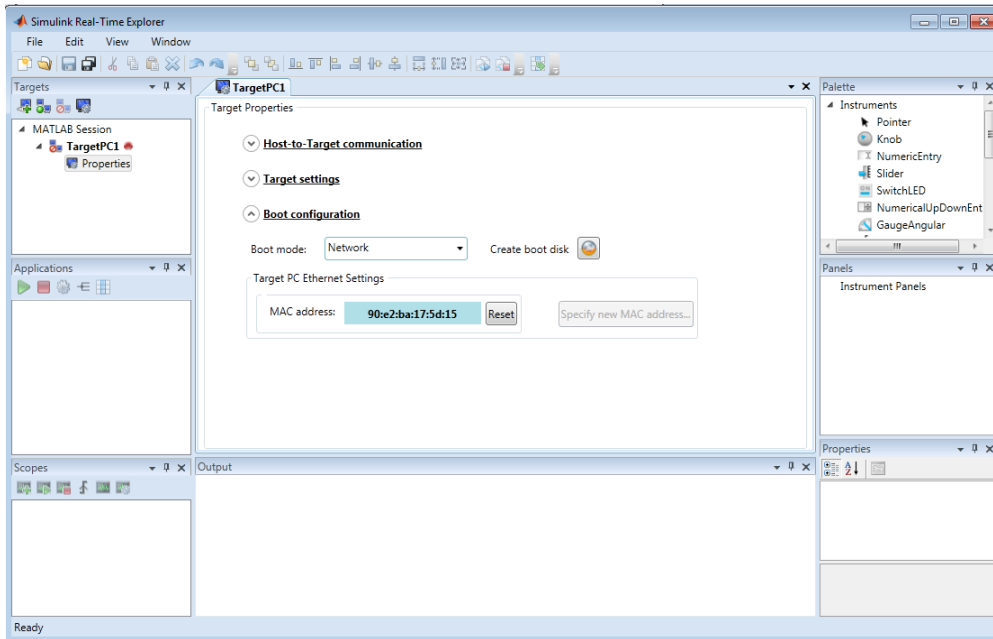 Simulink Real-Time Explorer
File Edit View Window
Targets
MATLAB Session
TargetPC1
Properties
TargetPC1
Target Properties
Host-to-Target communication
Target settings
Boot configuration
Boot mode: Network Create boot disk
Target PC Ethernet Settings
MAC address: 90:e2:ba:17:5d:15 Reset Specify new MAC address...
Palette
Instruments
Pointer
Knob
NumericEntry
Slider
SwitchLED
NumericalUpDownEnt
GaugeAngular
Applications
Panels
Instrument Panels
Scopes
Output
Properties
Ready